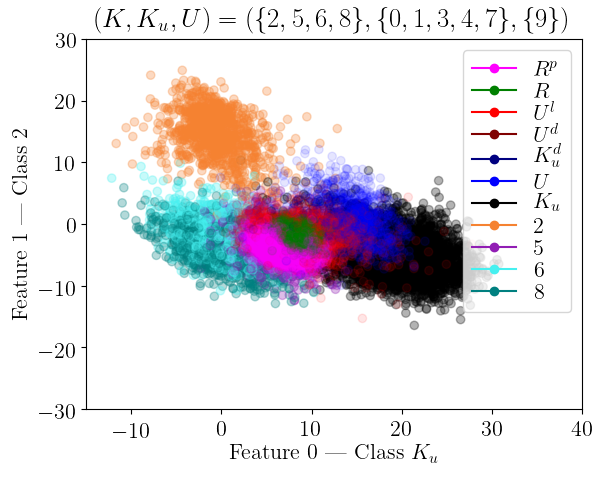 (K, K_u, U) = ({2, 5, 6, 8}, {0, 1, 3, 4, 7}, {9})
30
20
10
0
−10
−20
−30
Feature 1 — Class 2
R^p
R
U^l
U^d
K_u^d
U
K_u
2
5
6
8
−10 0 10 20 30 40
Feature 0 — Class K_u